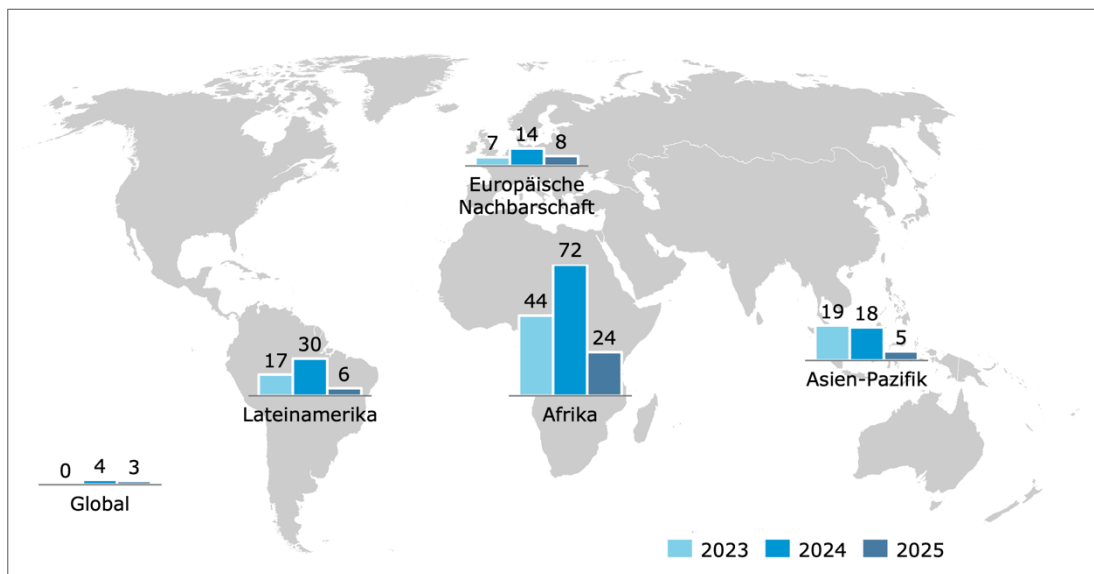 7 14 8
Europäische
Nachbarschaft
44 72 24
Afrika
19 18 5
Asien-Pazifik
17 30 6
Lateinamerika
0 4 3
Global
2023 2024 2025